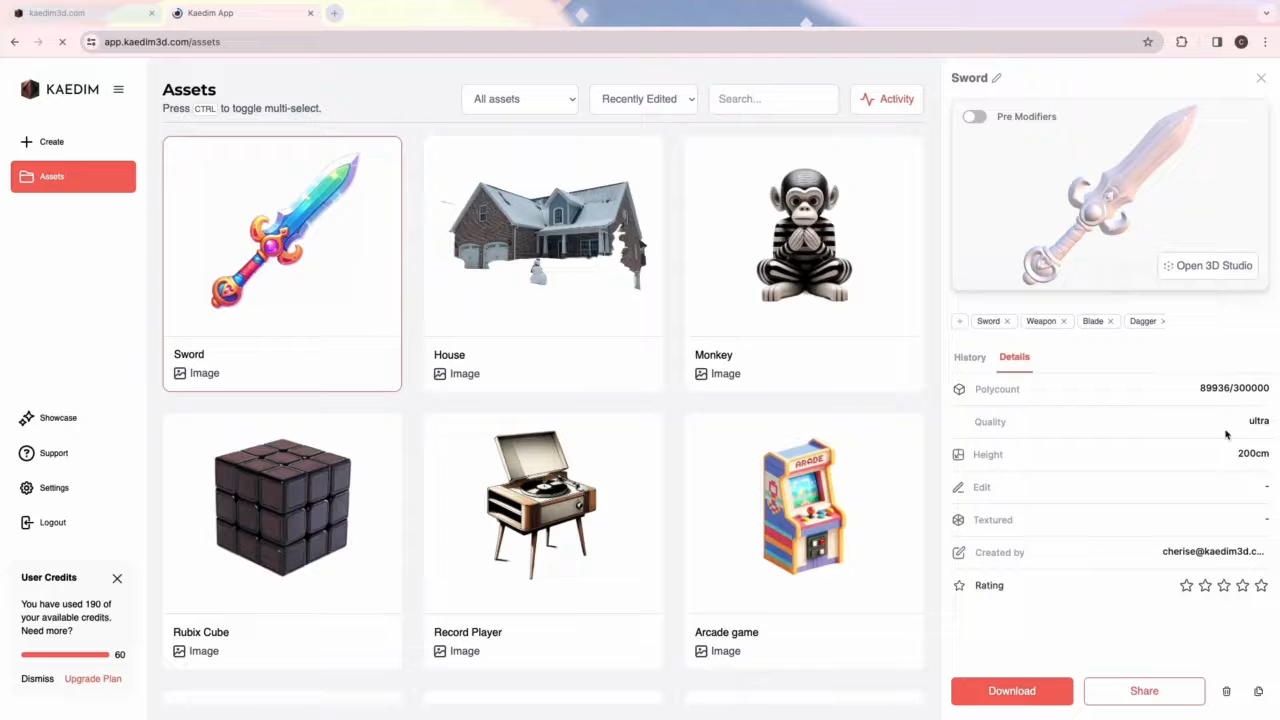 kaedim3d.com
Kaedim App
app.kaedim3d.com/assets
C
KAEDIM
Create
Assets
Showcase
Support
Settings
Logout
User Credits
You have used 190 of
your available credits.
Need more?
60
Dismiss Upgrade Plan
Assets
Press CTRL to toggle multi-select.
All assets
Recently Edited
Search...
Activity
Sword
Image
House
Image
Monkey
Image
ARCADE
Rubix Cube
Image
Record Player
Image
Arcade game
Image
Sword
Pre Modifiers
Open 3D Studio
+ Sword × Weapon × Blade × Dagger ×
History Details
Polycount 89936/300000
Quality ultra
Height 200cm
Edit -
Textured -
Created by cherise@kaedim3d.c...
Rating
Download Share